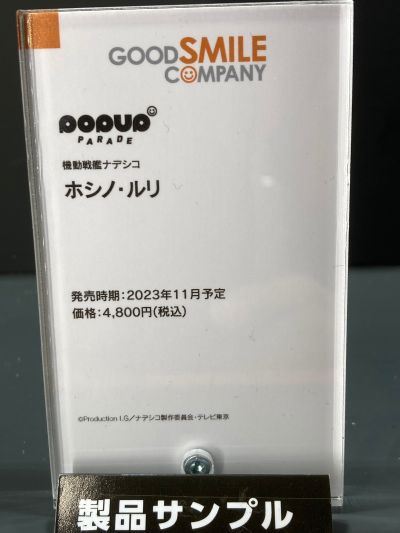 GOODSMILE
COMPANY
POPUP
PARADE
機動戦艦ナデシコ
ホシノ・ルリ
発売時期:2023年11月予定
価格:4,800円(税込)
©Production I.G/ナデシコ製作委員会・テレビ東京
製品サンプル